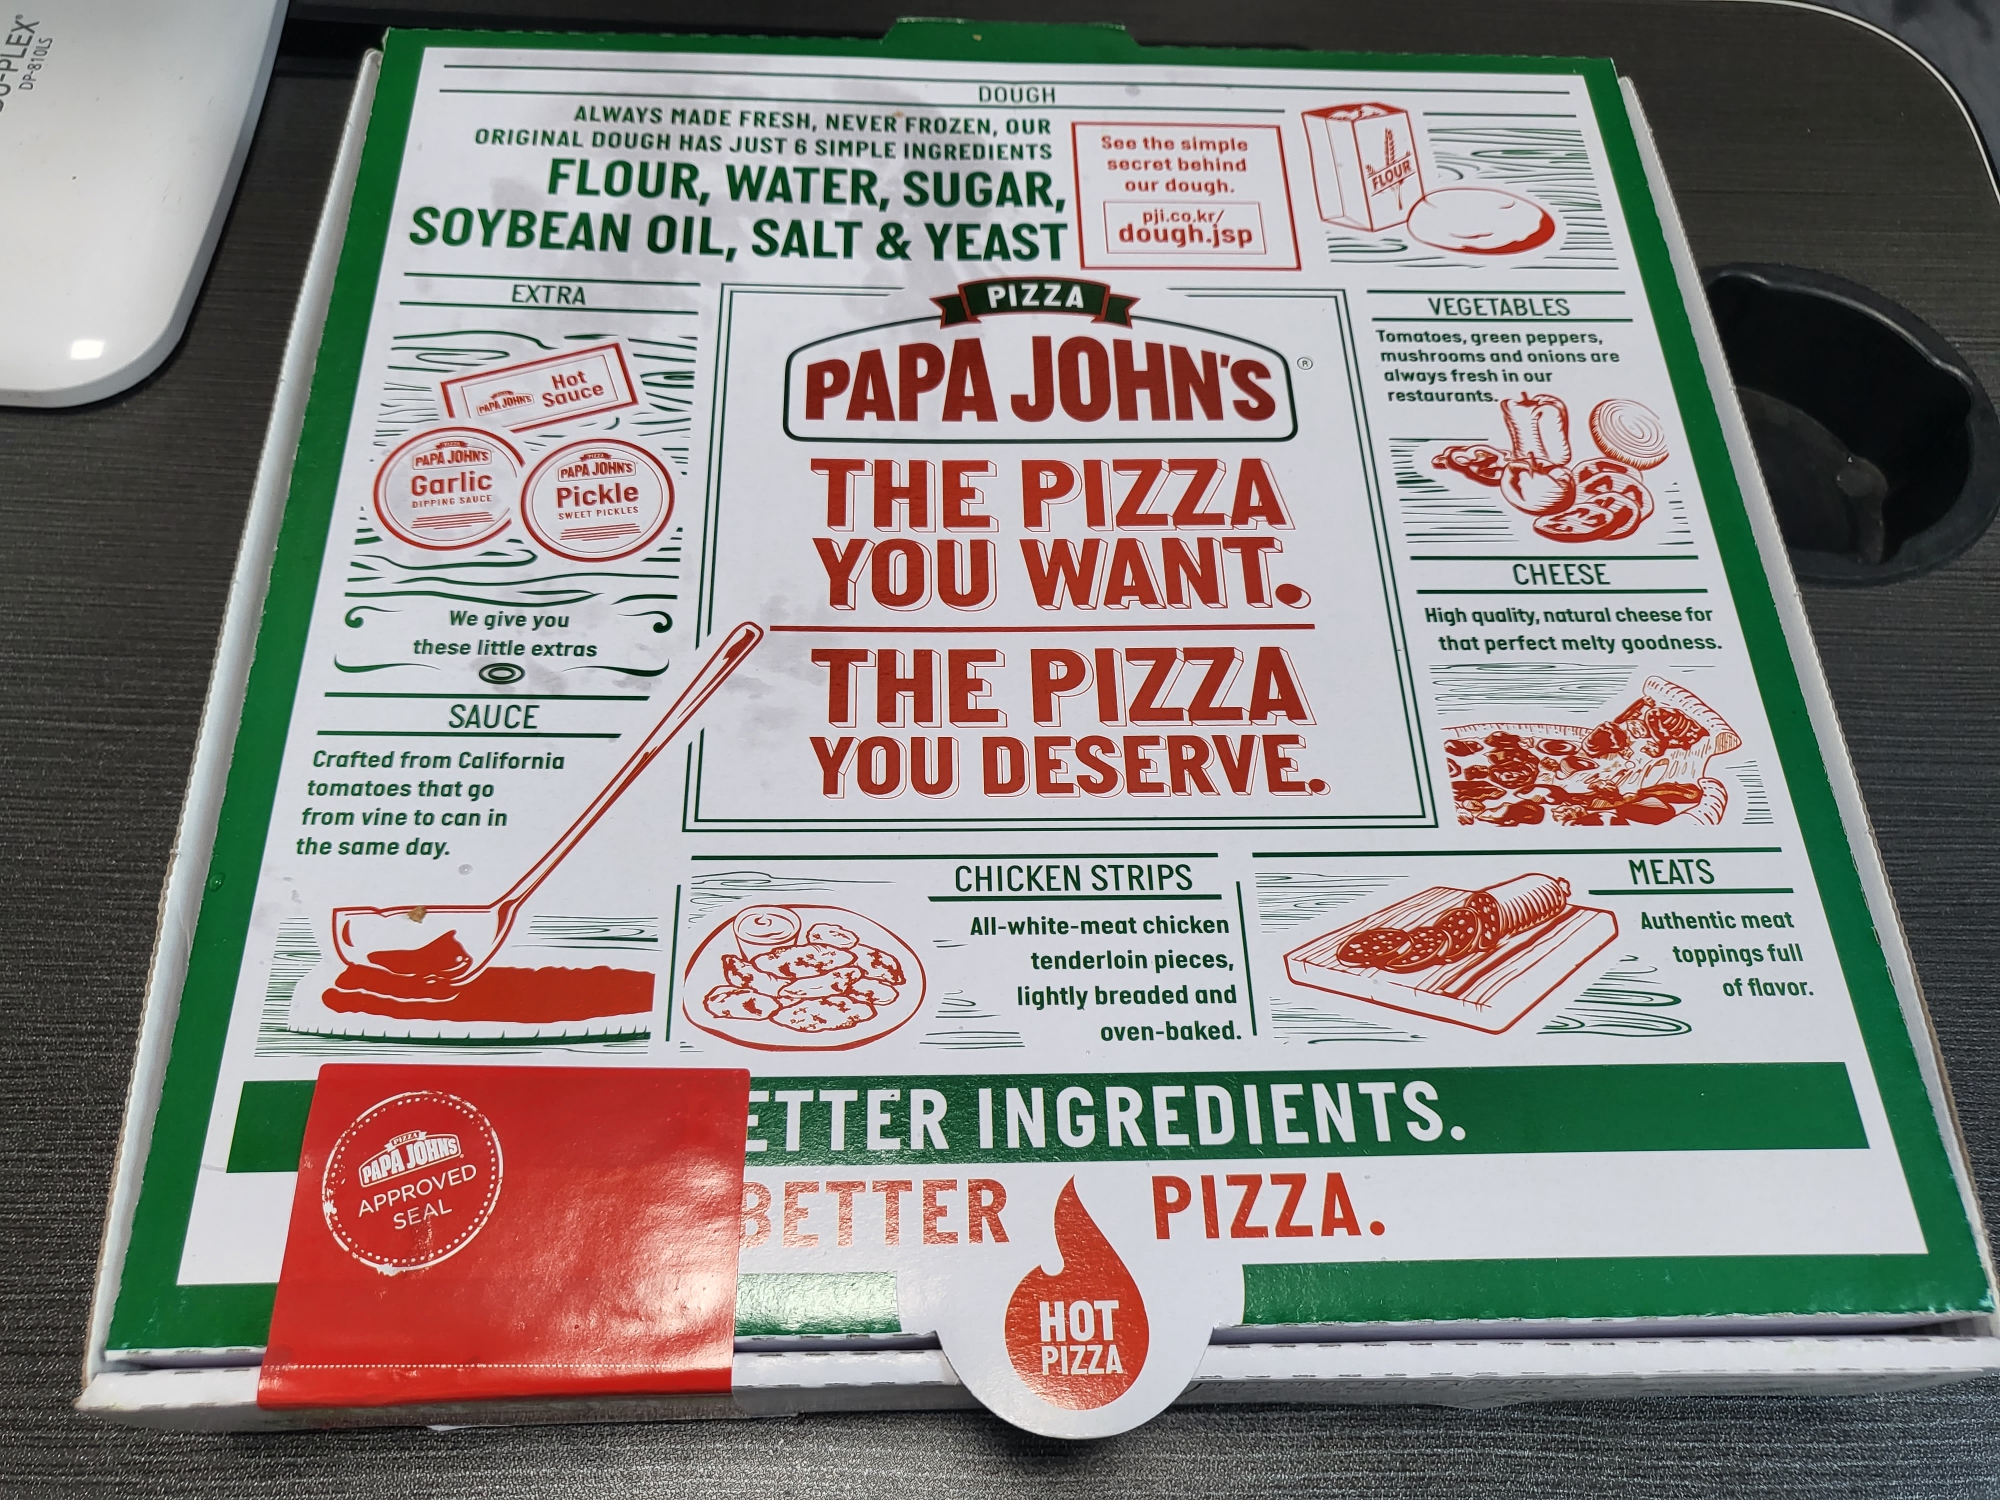 DU-PLEX
DP-810LS
DOUGH
ALWAYS MADE FRESH, NEVER FROZEN, OUR
ORIGINAL DOUGH HAS JUST 6 SIMPLE INGREDIENTS
FLOUR, WATER, SUGAR,
SOYBEAN OIL, SALT & YEAST
See the simple
secret behind
our dough.
pji.co.kr/
dough.jsp
FLOUR
EXTRA
PAPA JOHN'S
Hot
Sauce
PIZZA
PAPA JOHN'S
Garlic
DIPPING SAUCE
PIZZA
PAPA JOHN'S
Pickle
SWEET PICKLES
We give you
these little extras
SAUCE
Crafted from California
tomatoes that go
from vine to can in
the same day.
PIZZA
PAPA JOHN'S®
THE PIZZA
YOU WANT.
THE PIZZA
YOU DESERVE.
VEGETABLES
Tomatoes, green peppers,
mushrooms and onions are
always fresh in our
restaurants.
CHEESE
High quality, natural cheese for
that perfect melty goodness.
CHICKEN STRIPS
All-white-meat chicken
tenderloin pieces,
lightly breaded and
oven-baked.
MEATS
Authentic meat
toppings full
of flavor.
ETTER INGREDIENTS.
BETTER PIZZA.
PIZZA
PAPA JOHN'S
APPROVED
SEAL
HOT
PIZZA